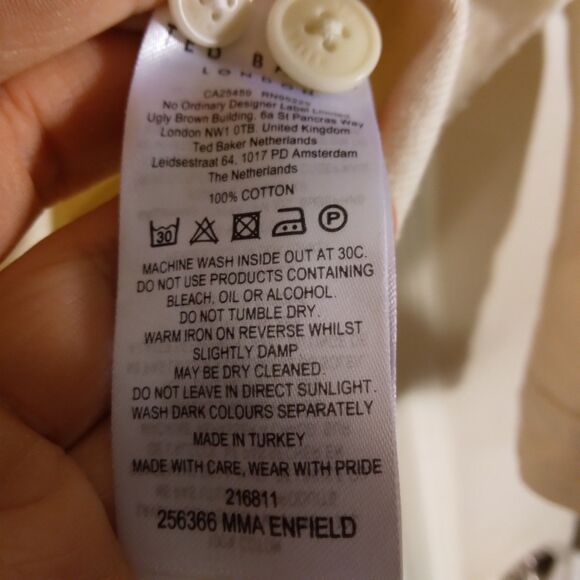 TED
LONDON
CA25459
No Ordinary Designer Label
Ugly Brown Building, 6a St Pancras Way
London NW1 0TB. United Kingdom
Ted Baker Netherlands
Leidsestraat 64, 1017 PD Amsterdam
The Netherlands
100% COTTON
30 P
MACHINE WASH INSIDE OUT AT 30C.
DO NOT USE PRODUCTS CONTAINING
BLEACH, OIL OR ALCOHOL.
DO NOT TUMBLE DRY.
WARM IRON ON REVERSE WHILST
SLIGHTLY DAMP
MAY BE DRY CLEANED.
DO NOT LEAVE IN DIRECT SUNLIGHT.
WASH DARK COLOURS SEPARATELY
MADE IN TURKEY
MADE WITH CARE, WEAR WITH PRIDE
216811
256366 MMA ENFIELD